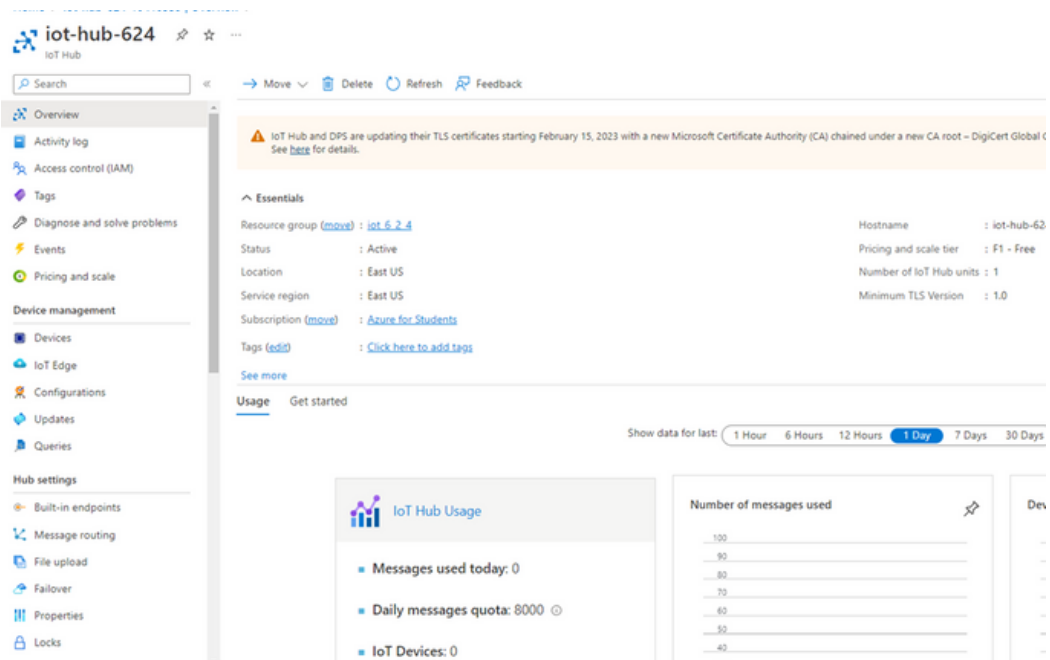 iot-hub-624
IoT Hub
Search
Move Delete Refresh Feedback
Overview
Activity log
Access control (IAM)
Tags
Diagnose and solve problems
Events
Pricing and scale
Device management
Devices
IoT Edge
Configurations
Updates
Queries
Hub settings
Built-in endpoints
Message routing
File upload
Failover
Properties
Locks
IoT Hub and DPS are updating their TLS certificates starting February 15, 2023 with a new Microsoft Certificate Authority (CA) chained under a new CA root – DigiCert Global
See here for details.
Essentials
Resource group (move) : iot_6_2_4
Status : Active
Location : East US
Service region : East US
Subscription (move) : Azure for Students
Tags (edit) : Click here to add tags
See more
Hostname : iot-hub-62
Pricing and scale tier : F1 - Free
Number of IoT Hub units : 1
Minimum TLS Version : 1.0
Usage Get started
Show data for last: 1 Hour 6 Hours 12 Hours 1 Day 7 Days 30 Days
IoT Hub Usage
Messages used today: 0
Daily messages quota: 8000
IoT Devices: 0
Number of messages used
100
90
80
70
60
50
40
Dev